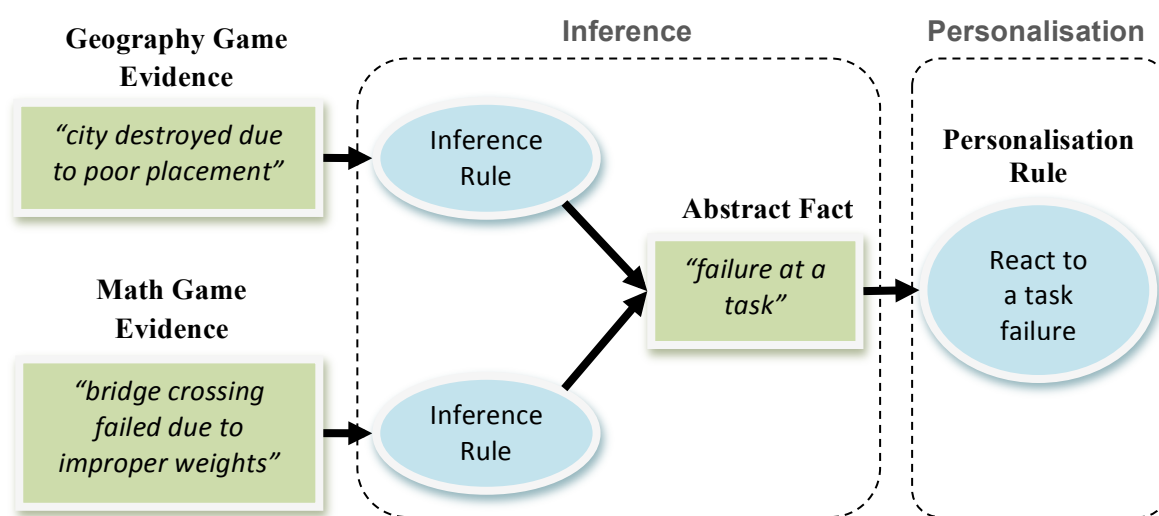 Inference
Personalisation
Geography Game
Evidence
“city destroyed due
to poor placement”
Inference
Rule
Math Game
Evidence
“bridge crossing
failed due to
improper weights”
Inference
Rule
Abstract Fact
“failure at a
task”
Personalisation
Rule
React to
a task
failure